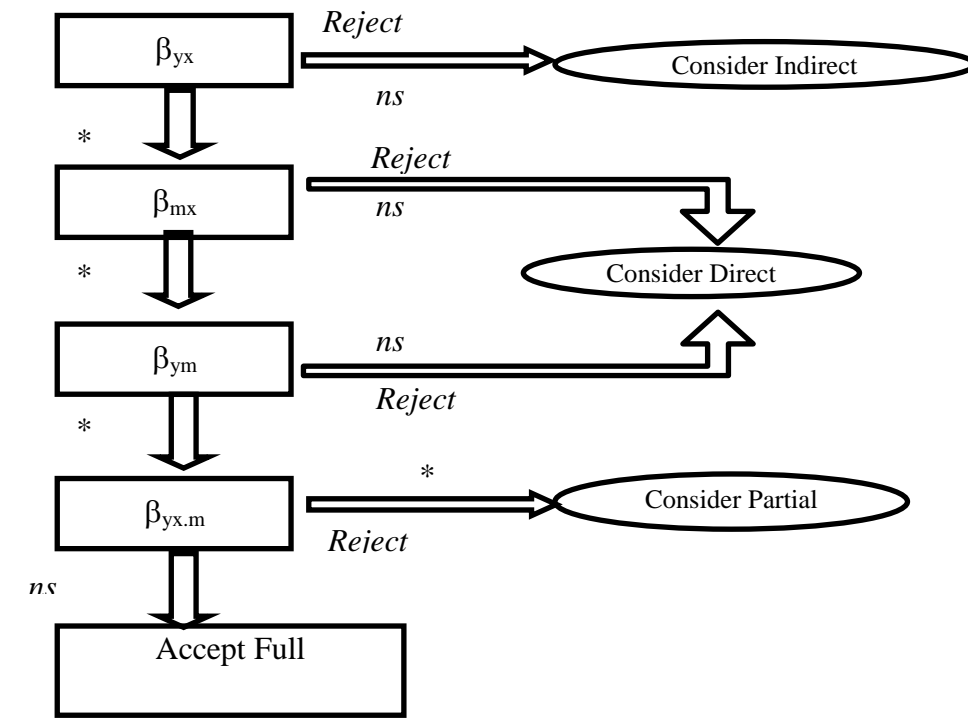 Reject
βyx
Consider Indirect
ns
*
Reject
βmx
ns
*
Consider Direct
ns
βym
Reject
*
*
Consider Partial
βyx.m
Reject
ns
Accept Full